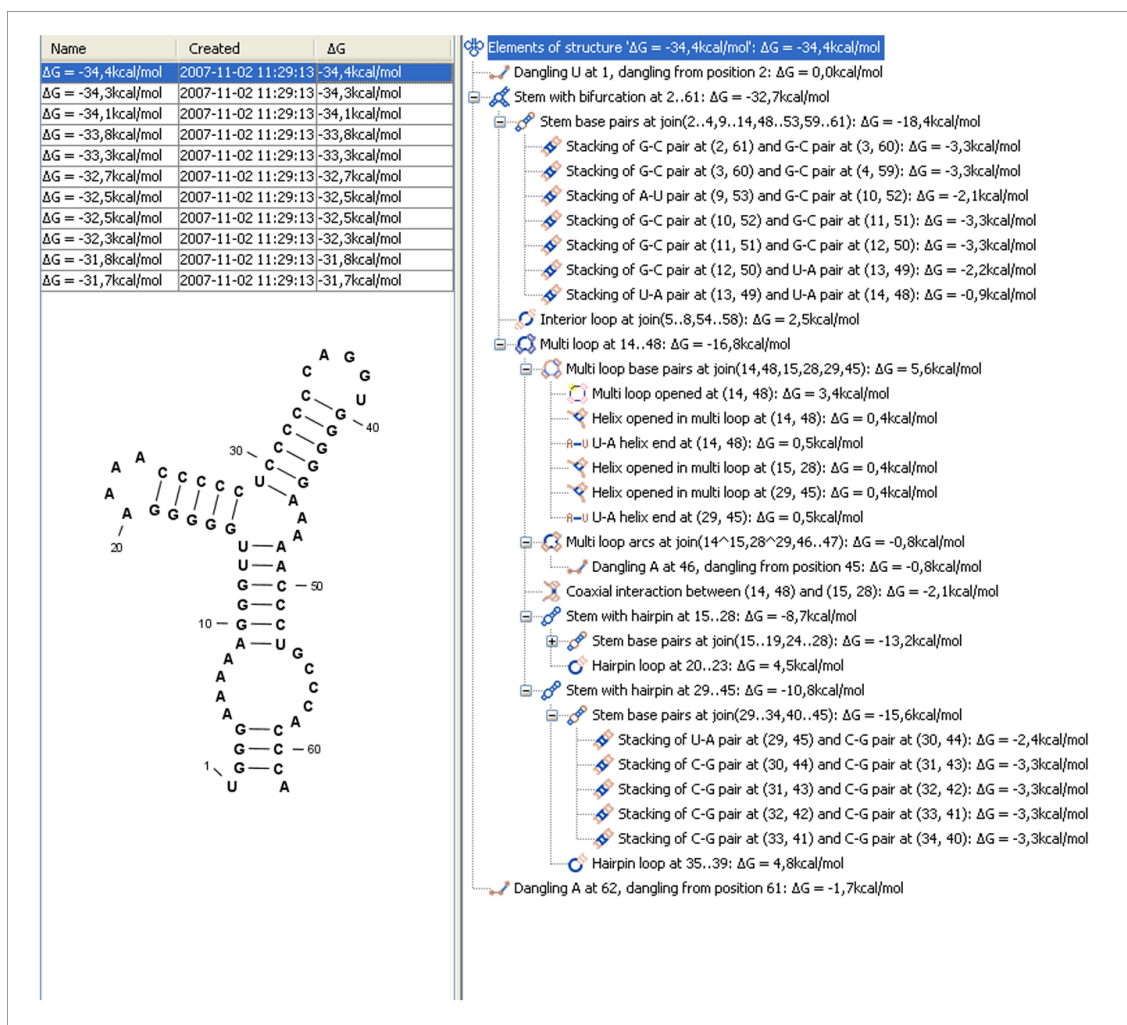 Name Created ΔG
ΔG = -34,4kcal/mol 2007-11-02 11:29:13 -34,4kcal/mol
ΔG = -34,3kcal/mol 2007-11-02 11:29:13 -34,3kcal/mol
ΔG = -34,1kcal/mol 2007-11-02 11:29:13 -34,1kcal/mol
ΔG = -33,8kcal/mol 2007-11-02 11:29:13 -33,8kcal/mol
ΔG = -33,3kcal/mol 2007-11-02 11:29:13 -33,3kcal/mol
ΔG = -32,7kcal/mol 2007-11-02 11:29:13 -32,7kcal/mol
ΔG = -32,5kcal/mol 2007-11-02 11:29:13 -32,5kcal/mol
ΔG = -32,5kcal/mol 2007-11-02 11:29:13 -32,5kcal/mol
ΔG = -32,3kcal/mol 2007-11-02 11:29:13 -32,3kcal/mol
ΔG = -31,8kcal/mol 2007-11-02 11:29:13 -31,8kcal/mol
ΔG = -31,7kcal/mol 2007-11-02 11:29:13 -31,7kcal/mol
C A G
C G
C U
C G 40
C G
30 C G
C G
U A
A A C C C C C A
A A
A A G G G G G
20
U A
U A
G C 50
G C
10 G C
A U
A G
A C
A C
A A
G C
G C 60
1 G C
U A
Elements of structure 'ΔG = -34,4kcal/mol': ΔG = -34,4kcal/mol
Dangling U at 1, dangling from position 2: ΔG = 0,0kcal/mol
Stem with bifurcation at 2..61: ΔG = -32,7kcal/mol
Stem base pairs at join(2..4,9..14,48..53,59..61): ΔG = -18,4kcal/mol
Stacking of G-C pair at (2, 61) and G-C pair at (3, 60): ΔG = -3,3kcal/mol
Stacking of G-C pair at (3, 60) and G-C pair at (4, 59): ΔG = -3,3kcal/mol
Stacking of A-U pair at (9, 53) and G-C pair at (10, 52): ΔG = -2,1kcal/mol
Stacking of G-C pair at (10, 52) and G-C pair at (11, 51): ΔG = -3,3kcal/mol
Stacking of G-C pair at (11, 51) and G-C pair at (12, 50): ΔG = -3,3kcal/mol
Stacking of G-C pair at (12, 50) and U-A pair at (13, 49): ΔG = -2,2kcal/mol
Stacking of U-A pair at (13, 49) and U-A pair at (14, 48): ΔG = -0,9kcal/mol
Interior loop at join(5..8,54..58): ΔG = 2,5kcal/mol
Multi loop at 14..48: ΔG = -16,8kcal/mol
Multi loop base pairs at join(14,48,15,28,29,45): ΔG = 5,6kcal/mol
Multi loop opened at (14, 48): ΔG = 3,4kcal/mol
Helix opened in multi loop at (14, 48): ΔG = 0,4kcal/mol
A-U U-A helix end at (14, 48): ΔG = 0,5kcal/mol
Helix opened in multi loop at (15, 28): ΔG = 0,4kcal/mol
Helix opened in multi loop at (29, 45): ΔG = 0,4kcal/mol
A-U U-A helix end at (29, 45): ΔG = 0,5kcal/mol
Multi loop arcs at join(14^15,28^29,46..47): ΔG = -0,8kcal/mol
Dangling A at 46, dangling from position 45: ΔG = -0,8kcal/mol
Coaxial interaction between (14, 48) and (15, 28): ΔG = -2,1kcal/mol
Stem with hairpin at 15..28: ΔG = -8,7kcal/mol
Stem base pairs at join(15..19,24..28): ΔG = -13,2kcal/mol
Hairpin loop at 20..23: ΔG = 4,5kcal/mol
Stem with hairpin at 29..45: ΔG = -10,8kcal/mol
Stem base pairs at join(29..34,40..45): ΔG = -15,6kcal/mol
Stacking of U-A pair at (29, 45) and C-G pair at (30, 44): ΔG = -2,4kcal/mol
Stacking of C-G pair at (30, 44) and C-G pair at (31, 43): ΔG = -3,3kcal/mol
Stacking of C-G pair at (31, 43) and C-G pair at (32, 42): ΔG = -3,3kcal/mol
Stacking of C-G pair at (32, 42) and C-G pair at (33, 41): ΔG = -3,3kcal/mol
Stacking of C-G pair at (33, 41) and C-G pair at (34, 40): ΔG = -3,3kcal/mol
Hairpin loop at 35..39: ΔG = 4,8kcal/mol
Dangling A at 62, dangling from position 61: ΔG = -1,7kcal/mol